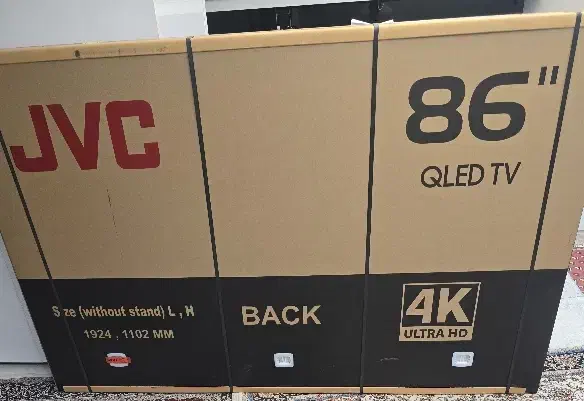 JVC
86"
QLED TV
S ze (without stand) L , H
1924 , 1102 MM
BACK
4K
ULTRA HD